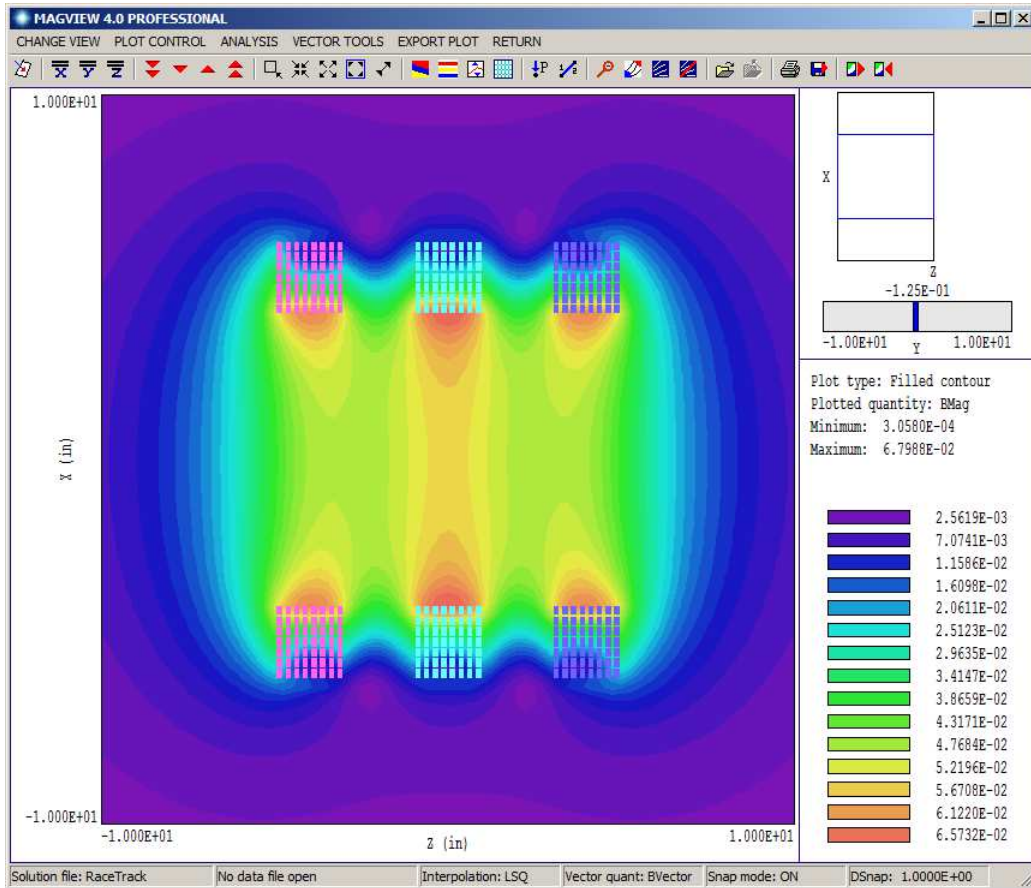 MAGVIEW 4.0 PROFESSIONAL
CHANGE VIEW PLOT CONTROL ANALYSIS VECTOR TOOLS EXPORT PLOT RETURN
X Y Z P 1/2
1.000E+01
X (in)
-1.000E+01
-1.000E+01 Z (in) 1.000E+01
X
Z
-1.25E-01
-1.00E+01 Y 1.00E+01
Plot type: Filled contour
Plotted quantity: BMag
Minimum: 3.0580E-04
Maximum: 6.7988E-02
2.5619E-03
7.0741E-03
1.1586E-02
1.6098E-02
2.0611E-02
2.5123E-02
2.9635E-02
3.4147E-02
3.8659E-02
4.3171E-02
4.7684E-02
5.2196E-02
5.6708E-02
6.1220E-02
6.5732E-02
Solution file: RaceTrack No data file open Interpolation: LSQ Vector quant: BVector Snap mode: ON DSnap: 1.0000E+00